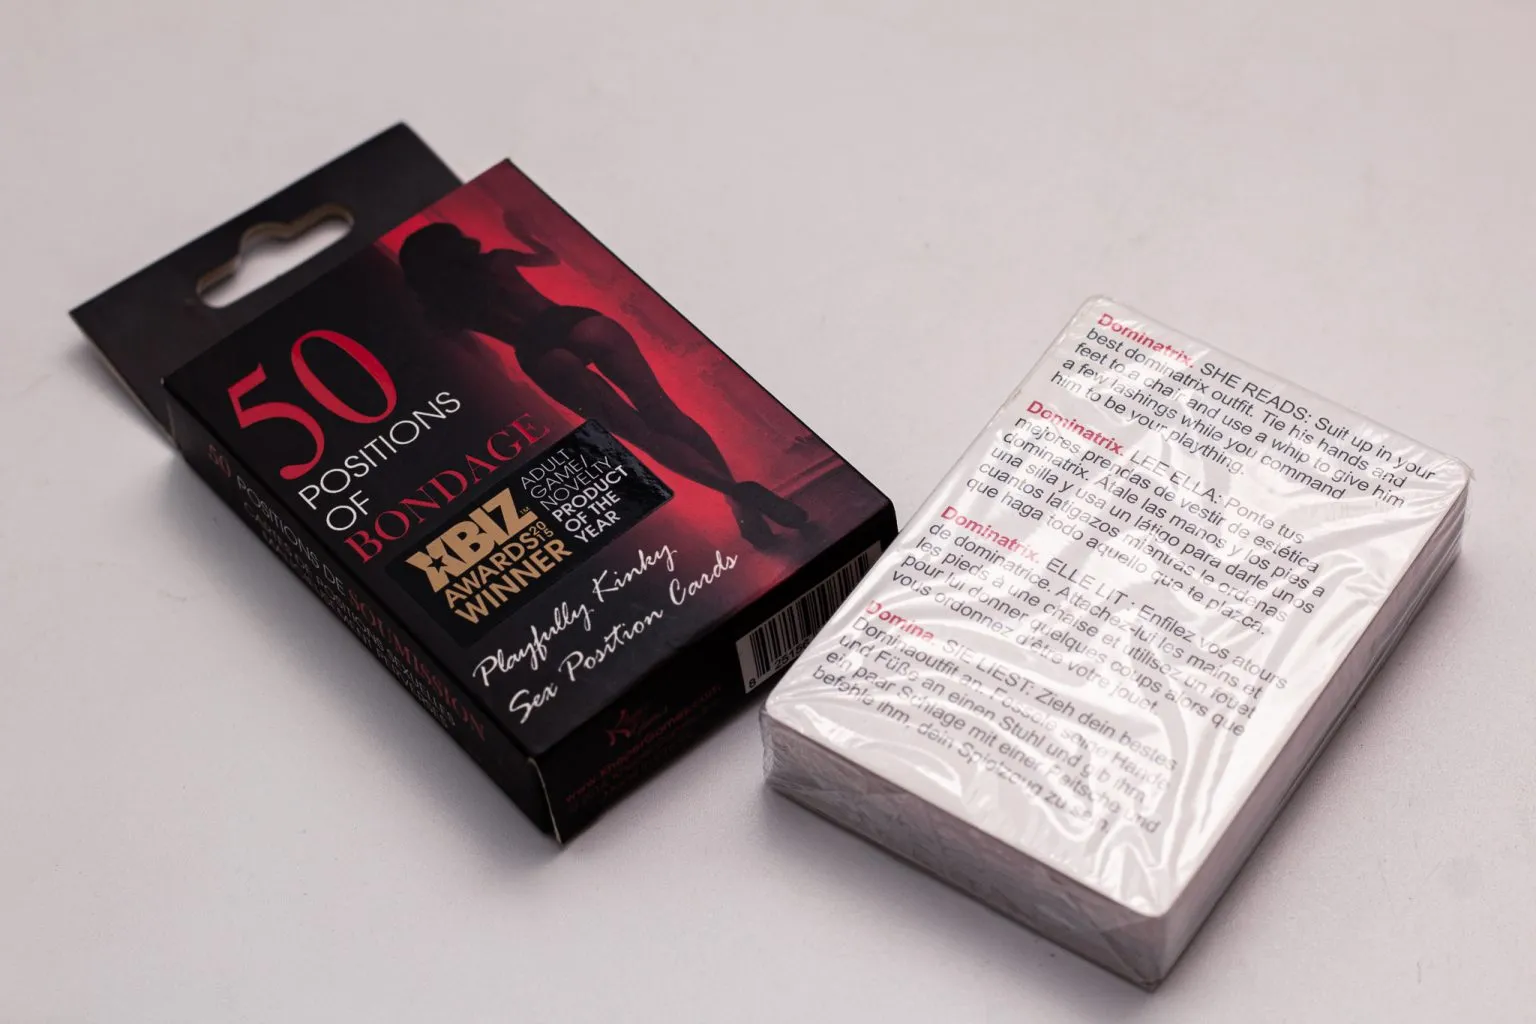 50
POSITIONS
OF
BONDAGE
XBIZ™
AWARDS 2015
WINNER
ADULT
GAME/
NOVELTY
PRODUCT
OF THE
YEAR
Playfully Kinky
Sex Position Cards
50 POSITIONS DE SOUMISSION
Dominatrix. SHE READS: Suit up in your
best dominatrix outfit. Tie his hands and
feet to a chair and use a whip to give him
a few lashings while you command
him to be your plaything.
Dominatrix. LEE ELLA: Ponte tus
mejores prendas de vestir de estética
dominatrix. Átale las manos y los pies a
una silla y usa un látigo para darle unos
cuantos latigazos mientras le ordenas
que haga todo aquello que te plazca.
Dominatrix. ELLE LIT : Enfilez vos atours
de dominatrice. Attachez-lui les mains et
les pieds à une chaise et utilisez un fouet
pour lui donner quelques coups alors que
vous ordonnez d'être votre jouet.
Domina. SIE LIEST: Zieh dein bestes
Dominaoutfit an. Fessele seine Hände
und Füße an einen Stuhl und gib ihm
ein paar Schläge mit einer Peitsche und
befehle ihm, dein Spielzeug zu sein.